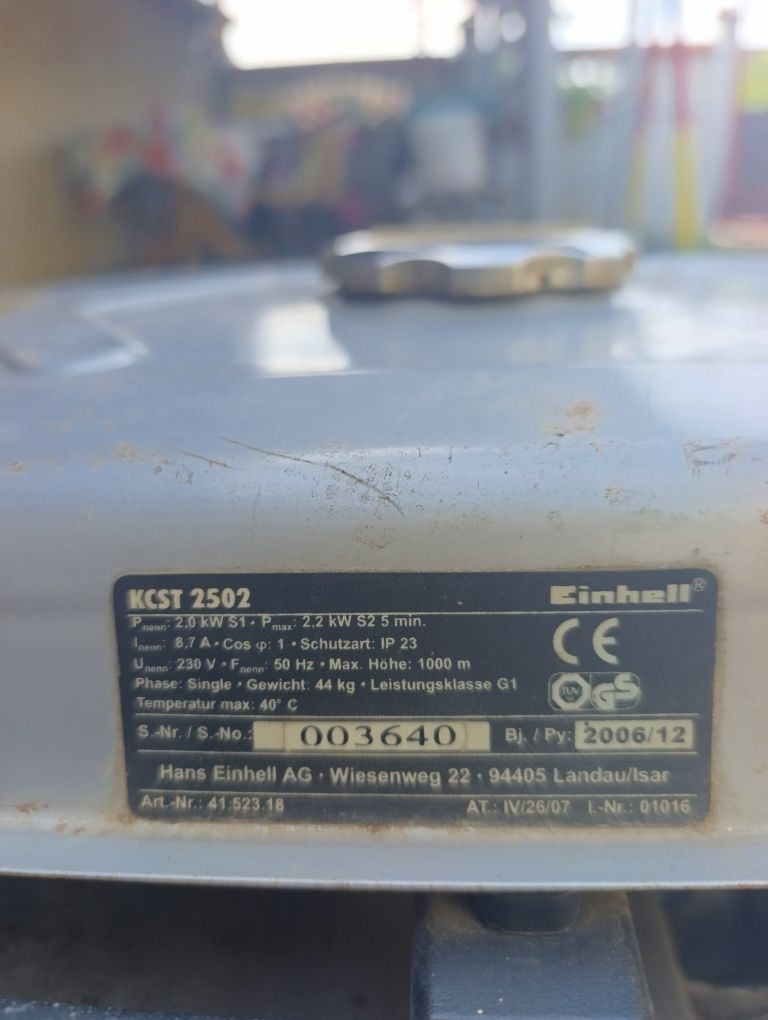 KCST 2502
Einhell®
Pnenn: 2,0 kW S1 • Pmax: 2,2 kW S2 5 min.
Inenn: 8,7 A • Cos φ: 1 • Schutzart: IP 23
Unenn: 230 V • Fnenn: 50 Hz • Max. Höhe: 1000 m
Phase: Single • Gewicht: 44 kg • Leistungsklasse G1
Temperatur max: 40° C
CE
TÜV GS
S.-Nr. / S.-No.: 003640 Bj. / Py: 2006/12
Hans Einhell AG • Wiesenweg 22 • 94405 Landau/Isar
Art.-Nr.: 41.523.18 AT.: IV/26/07 I.-Nr.: 01016